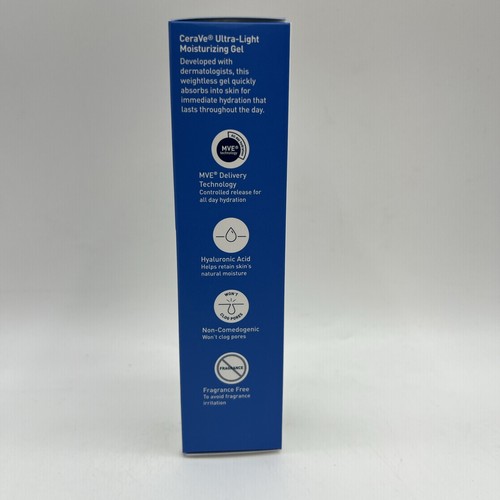 CeraVe® Ultra-Light
Moisturizing Gel
Developed with
dermatologists, this
weightless gel quickly
absorbs into skin for
immediate hydration that
lasts throughout the day.
MVE®
technology
MVE® Delivery
Technology
Controlled release for
all day hydration
Hyaluronic Acid
Helps retain skin's
natural moisture
WON'T
CLOG PORES
Non-Comedogenic
Won't clog pores
FRAGRANCE
Fragrance Free
To avoid fragrance
irritation